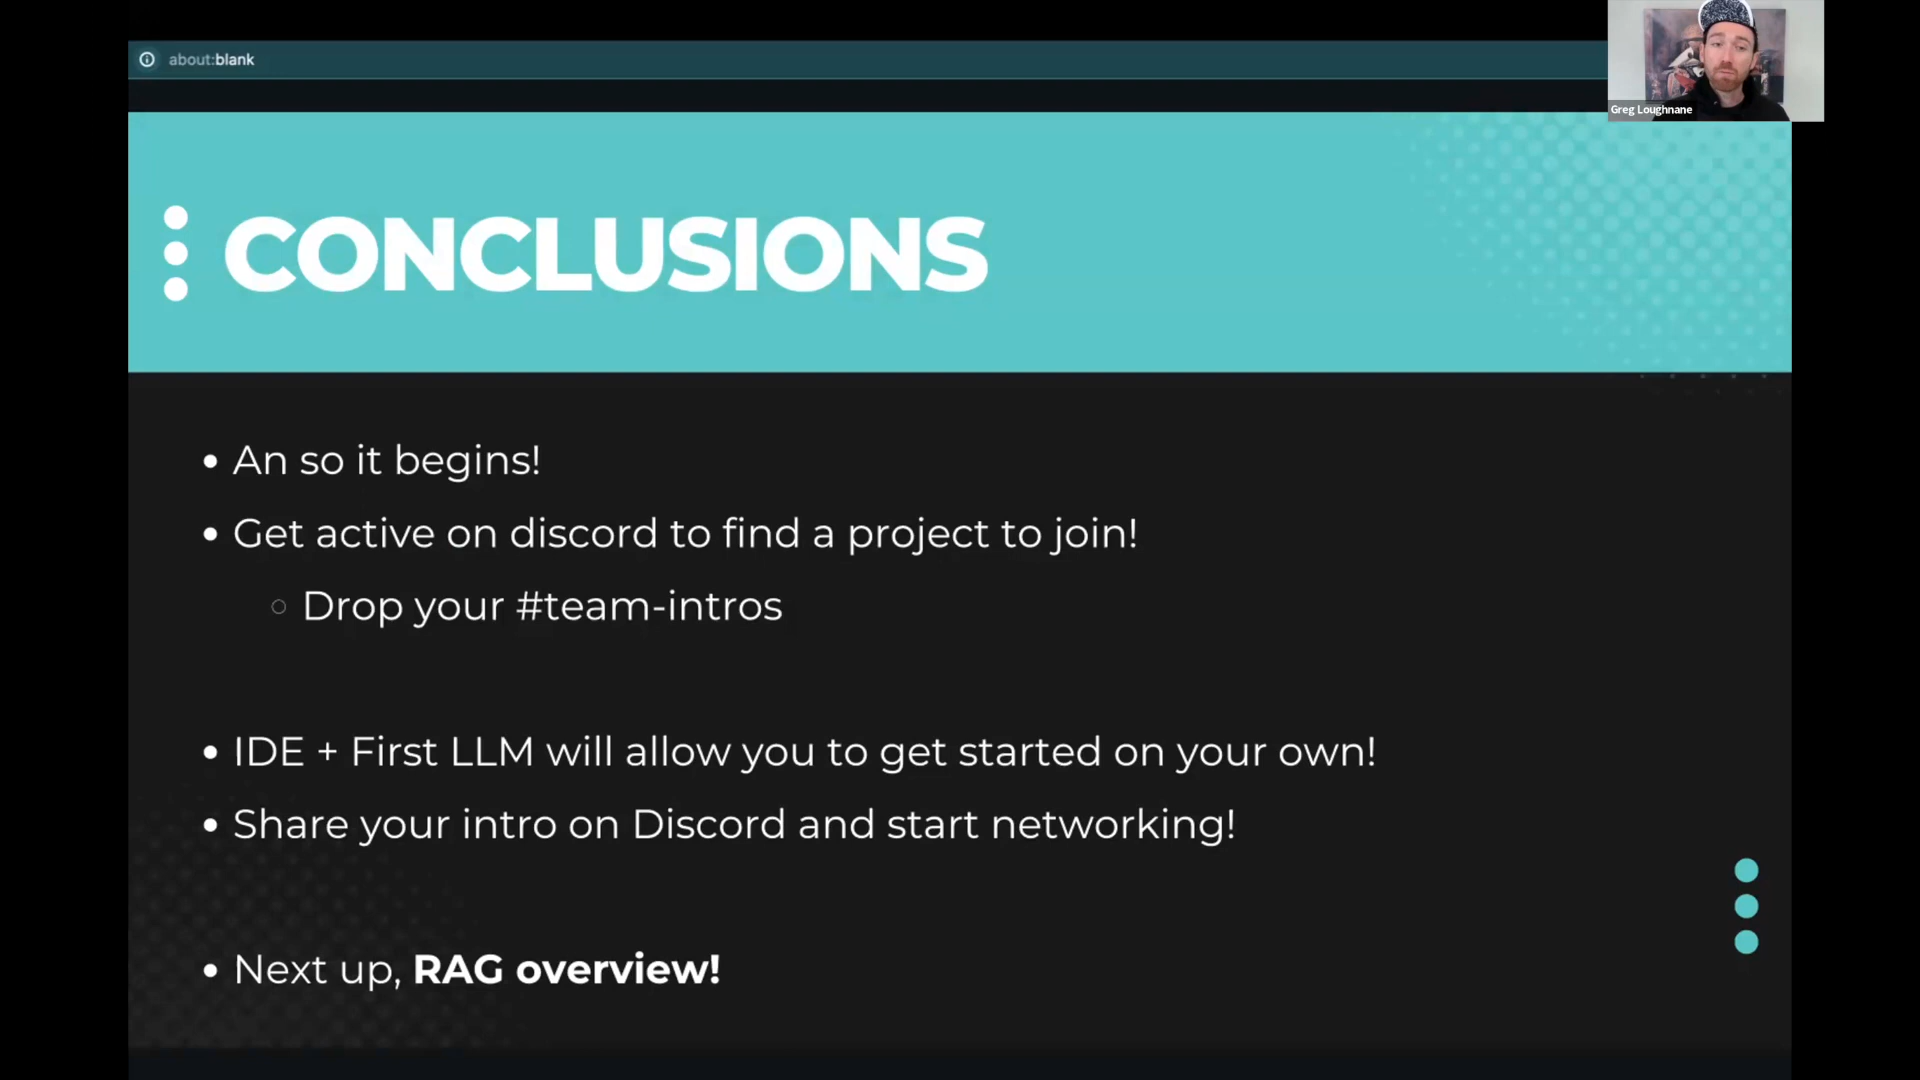 about:blank
Greg Loughnane
CONCLUSIONS
An so it begins!
Get active on discord to find a project to join!
Drop your #team-intros
IDE + First LLM will allow you to get started on your own!
Share your intro on Discord and start networking!
Next up, RAG overview!